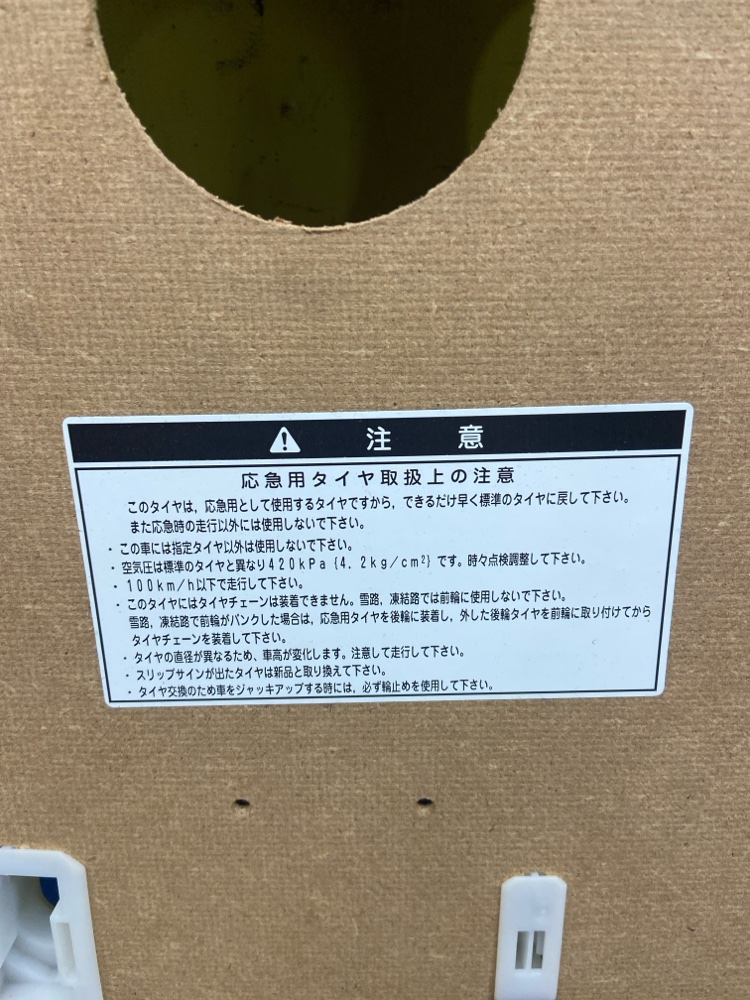 ⚠ 注意
応急用タイヤ取扱上の注意
このタイヤは，応急用として使用するタイヤですから，できるだけ早く標準のタイヤに戻して下さい。
また応急時の走行以外には使用しないで下さい。
・この車には指定タイヤ以外は使用しないで下さい。
・空気圧は標準のタイヤと異なり420kPa {4.2kg/cm²} です。時々点検調整して下さい。
・100km/h以下で走行して下さい。
・このタイヤにはタイヤチェーンは装着できません。雪路，凍結路では前輪に使用しないで下さい。
雪路，凍結路で前輪がパンクした場合は，応急用タイヤを後輪に装着し，外した後輪タイヤを前輪に取り付けてから
タイヤチェーンを装着して下さい。
・タイヤの直径が異なるため，車高が変化します。注意して走行して下さい。
・スリップサインが出たタイヤは新品と取り換えて下さい。
・タイヤ交換のため車をジャッキアップする時には，必ず輪止めを使用して下さい。